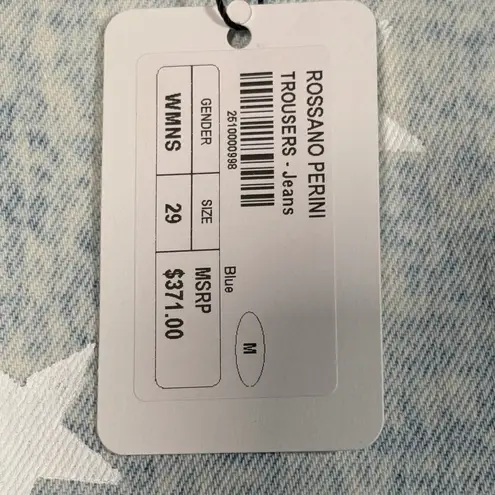 ROSSANO PERINI
TROUSERS - Jeans
2610000998
Blue
M
GENDER SIZE MSRP
WMNS 29 $371.00